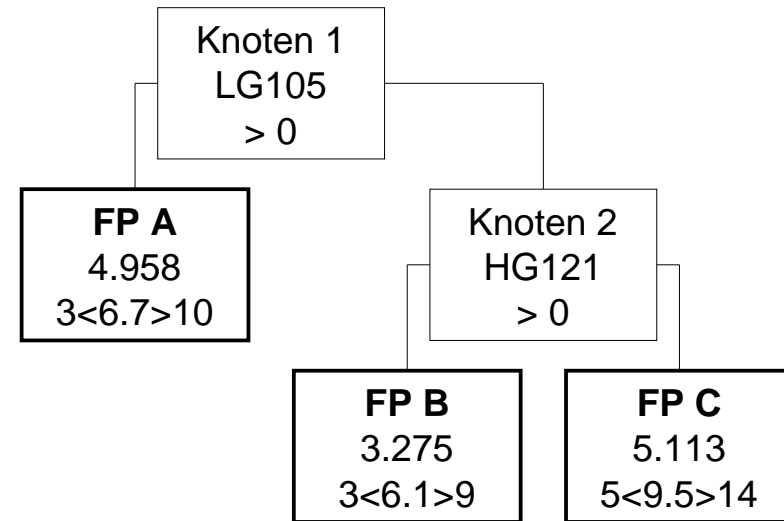 Knoten 1
LG105
> 0
FP A
4.958
3<6.7>10
Knoten 2
HG121
> 0
FP B
3.275
3<6.1>9
FP C
5.113
5<9.5>14